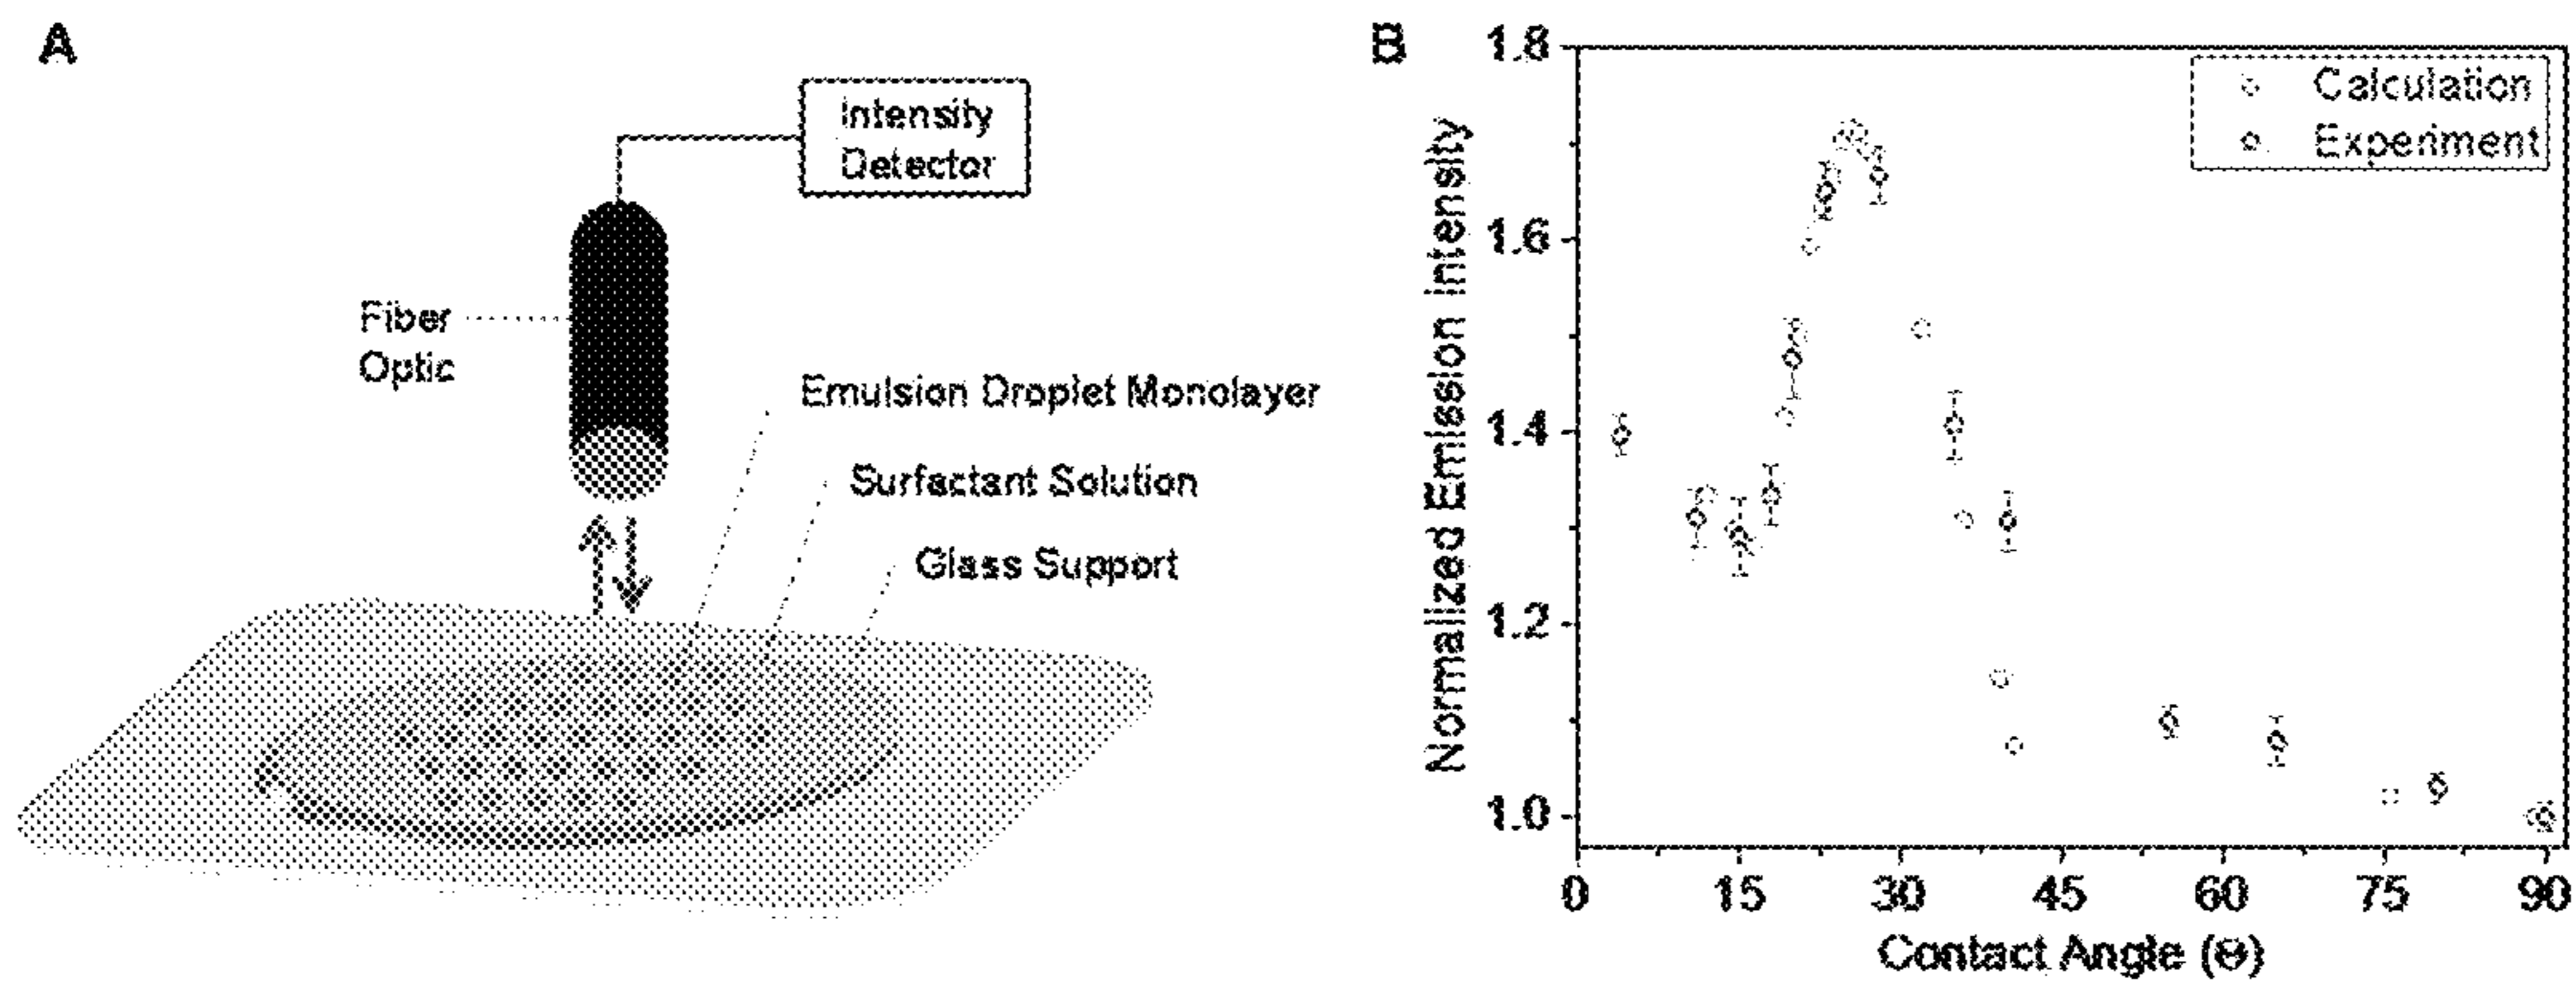 A
Intensity
Detector
Fiber
Optic
Emulsion Droplet Monolayer
Surfactant Solution
Glass Support
B
Normalized Emission Intensity
1.8
1.6
1.4
1.2
1.0
Calculation
Experiment
0 15 30 45 60 75 90
Contact Angle (Θ)